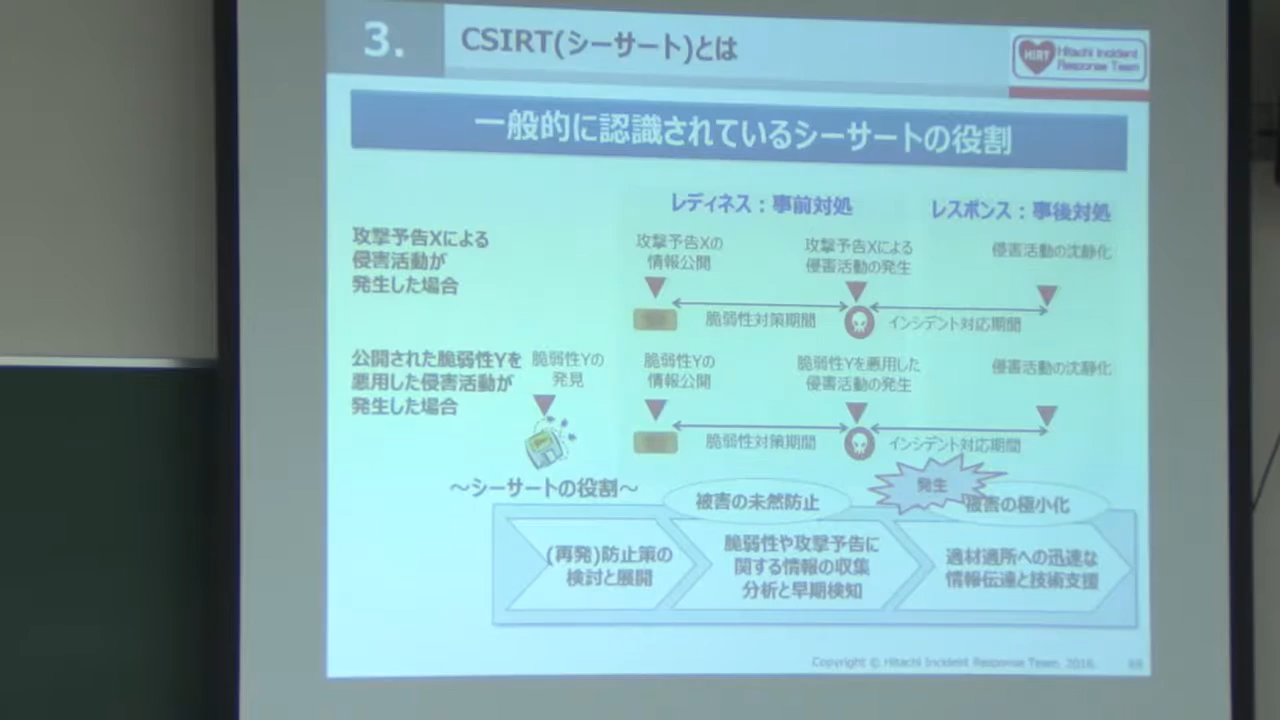 3.
CSIRT(シーサート)とは
HIRT
Hitachi Incident
Response Team
一般的に認識されているシーサートの役割
レディネス：事前対処
レスポンス：事後対処
攻撃予告Xによる
侵害活動が
発生した場合
攻撃予告Xの
情報公開
攻撃予告Xによる
侵害活動の発生
侵害活動の沈静化
脆弱性対策期間
インシデント対応期間
公開された脆弱性Yを
悪用した侵害活動が
発生した場合
脆弱性Yの
発見
脆弱性Yの
情報公開
脆弱性Yを悪用した
侵害活動の発生
侵害活動の沈静化
脆弱性対策期間
インシデント対応期間
～シーサートの役割～
被害の未然防止
発生
被害の極小化
(再発)防止策の
検討と展開
脆弱性や攻撃予告に
関する情報の収集
分析と早期検知
適材適所への迅速な
情報伝達と技術支援
Copyright © Hitachi Incident Response Team. 2016.